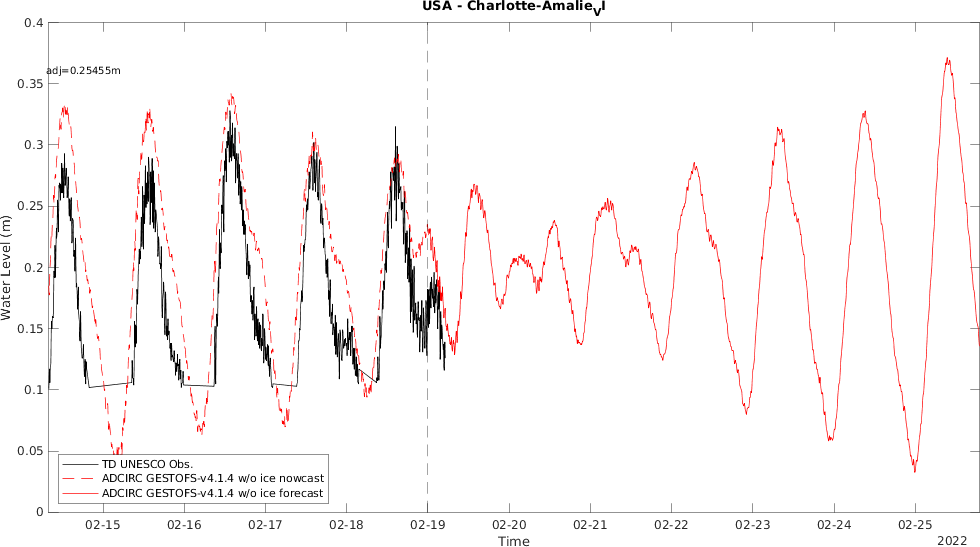 USA - Charlotte-AmalieVI
adj=0.25455m
Water Level (m)
0.4
0.35
0.3
0.25
0.2
0.15
0.1
0.05
0
TD UNESCO Obs.
ADCIRC GESTOFS-v4.1.4 w/o ice nowcast
ADCIRC GESTOFS-v4.1.4 w/o ice forecast
02-15 02-16 02-17 02-18 02-19 02-20 02-21 02-22 02-23 02-24 02-25
Time
2022